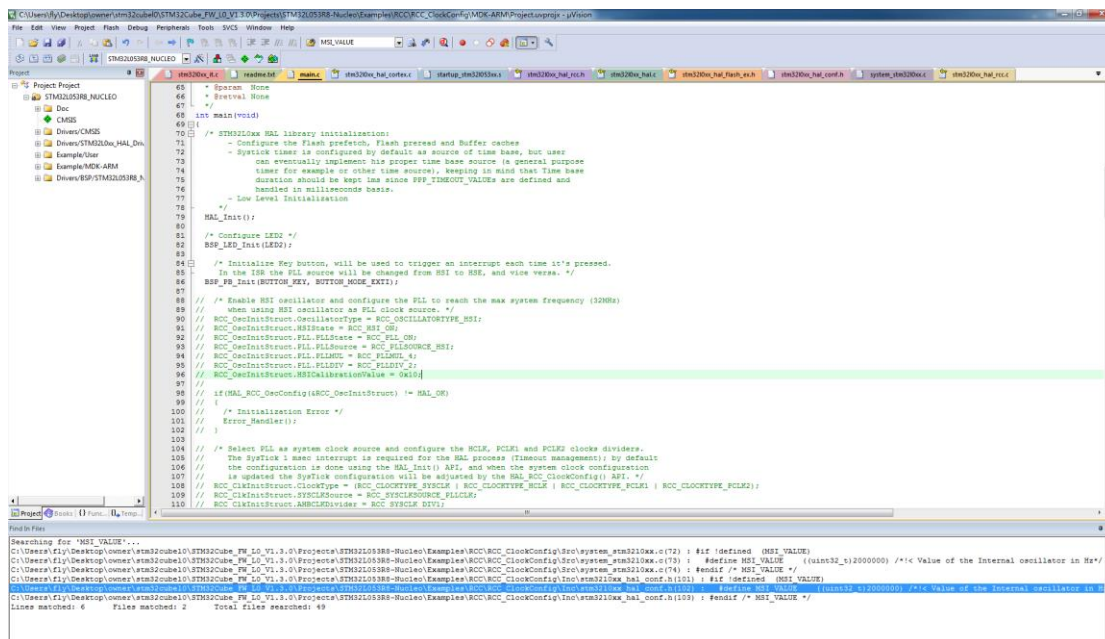 C:\Users\fly\Desktop\owner\stm32cubel0\STM32Cube_FW_L0_V1.3.0\Projects\STM32L053R8-Nucleo\Examples\RCC\RCC_ClockConfig\MDK-ARM\Project.uvprojx - µVision
File Edit View Project Flash Debug Peripherals Tools SVCS Window Help
MSI_VALUE
STM32L053R8_NUCLEO
Project
stm32l0xx_it.c readme.txt main.c stm32l0xx_hal_cortex.c startup_stm32l053xx.s stm32l0xx_hal_rcc.h stm32l0xx_hal.c stm32l0xx_hal_flash_ex.h stm32l0xx_hal_conf.h system_stm32l0xx.c stm32l0xx_hal_rcc.c
Project: Project
STM32L053R8_NUCLEO
Doc
CMSIS
Drivers/CMSIS
Drivers/STM32L0xx_HAL_Driv
Example/User
Example/MDK-ARM
Drivers/BSP/STM32L053R8_N
65 * @param None
66 * @retval None
67 */
68 int main(void)
69 {
70 /* STM32L0xx HAL library initialization:
71 - Configure the Flash prefetch, Flash preread and Buffer caches
72 - Systick timer is configured by default as source of time base, but user
73 can eventually implement his proper time base source (a general purpose
74 timer for example or other time source), keeping in mind that Time base
75 duration should be kept 1ms since PPP_TIMEOUT_VALUEs are defined and
76 handled in milliseconds basis.
77 - Low Level Initialization
78 */
79 HAL_Init();
80
81 /* Configure LED2 */
82 BSP_LED_Init(LED2);
83
84 /* Initialize Key button, will be used to trigger an interrupt each time it's pressed.
85 In the ISR the PLL source will be changed from HSI to HSE, and vice versa. */
86 BSP_PB_Init(BUTTON_KEY, BUTTON_MODE_EXTI);
87
88 // /* Enable HSI oscillator and configure the PLL to reach the max system frequency (32MHz)
89 // when using HSI oscillator as PLL clock source. */
90 // RCC_OscInitStruct.OscillatorType = RCC_OSCILLATORTYPE_HSI;
91 // RCC_OscInitStruct.HSIState = RCC_HSI_ON;
92 // RCC_OscInitStruct.PLL.PLLState = RCC_PLL_ON;
93 // RCC_OscInitStruct.PLL.PLLSource = RCC_PLLSOURCE_HSI;
94 // RCC_OscInitStruct.PLL.PLLMUL = RCC_PLLMUL_4;
95 // RCC_OscInitStruct.PLL.PLLDIV = RCC_PLLDIV_2;
96 // RCC_OscInitStruct.HSICalibrationValue = 0x10;
97 //
98 // if(HAL_RCC_OscConfig(&RCC_OscInitStruct) != HAL_OK)
99 // {
100 // /* Initialization Error */
101 // Error_Handler();
102 // }
103
104 // /* Select PLL as system clock source and configure the HCLK, PCLK1 and PCLK2 clocks dividers.
105 // The SysTick 1 msec interrupt is required for the HAL process (Timeout management); by default
106 // the configuration is done using the HAL_Init() API, and when the system clock configuration
107 // is updated the SysTick configuration will be adjusted by the HAL_RCC_ClockConfig() API. */
108 // RCC_ClkInitStruct.ClockType = (RCC_CLOCKTYPE_SYSCLK | RCC_CLOCKTYPE_HCLK | RCC_CLOCKTYPE_PCLK1 | RCC_CLOCKTYPE_PCLK2);
109 // RCC_ClkInitStruct.SYSCLKSource = RCC_SYSCLKSOURCE_PLLCLK;
110 // RCC_ClkInitStruct.AHBCLKDivider = RCC_SYSCLK_DIV1;
Project Books {} Func... 0 Temp...
Find In Files
Searching for 'MSI_VALUE'...
C:\Users\fly\Desktop\owner\stm32cubel0\STM32Cube_FW_L0_V1.3.0\Projects\STM32L053R8-Nucleo\Examples\RCC\RCC_ClockConfig\Src\system_stm32l0xx.c(72) : #if !defined (MSI_VALUE)
C:\Users\fly\Desktop\owner\stm32cubel0\STM32Cube_FW_L0_V1.3.0\Projects\STM32L053R8-Nucleo\Examples\RCC\RCC_ClockConfig\Src\system_stm32l0xx.c(73) : #define MSI_VALUE ((uint32_t)2000000) /*!< Value of the Internal oscillator in Hz*/
C:\Users\fly\Desktop\owner\stm32cubel0\STM32Cube_FW_L0_V1.3.0\Projects\STM32L053R8-Nucleo\Examples\RCC\RCC_ClockConfig\Src\system_stm32l0xx.c(74) : #endif /* MSI_VALUE */
C:\Users\fly\Desktop\owner\stm32cubel0\STM32Cube_FW_L0_V1.3.0\Projects\STM32L053R8-Nucleo\Examples\RCC\RCC_ClockConfig\Inc\stm32l0xx_hal_conf.h(101) : #if !defined (MSI_VALUE)
C:\Users\fly\Desktop\owner\stm32cubel0\STM32Cube_FW_L0_V1.3.0\Projects\STM32L053R8-Nucleo\Examples\RCC\RCC_ClockConfig\Inc\stm32l0xx_hal_conf.h(102) : #define MSI_VALUE ((uint32_t)2000000) /*!< Value of the Internal oscillator in H
C:\Users\fly\Desktop\owner\stm32cubel0\STM32Cube_FW_L0_V1.3.0\Projects\STM32L053R8-Nucleo\Examples\RCC\RCC_ClockConfig\Inc\stm32l0xx_hal_conf.h(103) : #endif /* MSI_VALUE */
Lines matched: 6 Files matched: 2 Total files searched: 49